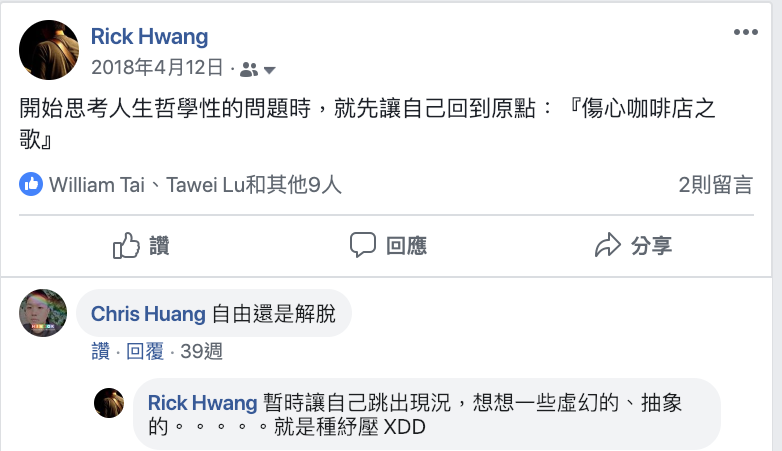 Rick Hwang
2018年4月12日 ·
開始思考人生哲學性的問題時，就先讓自己回到原點：『傷心咖啡店之
歌』
William Tai、Tawei Lu和其他9人 2則留言
讚 回應 分享
Chris Huang 自由還是解脫
讚 · 回覆 · 39週
Rick Hwang 暫時讓自己跳出現況，想想一些虛幻的、抽象
的。。。。。就是種紓壓 XDD